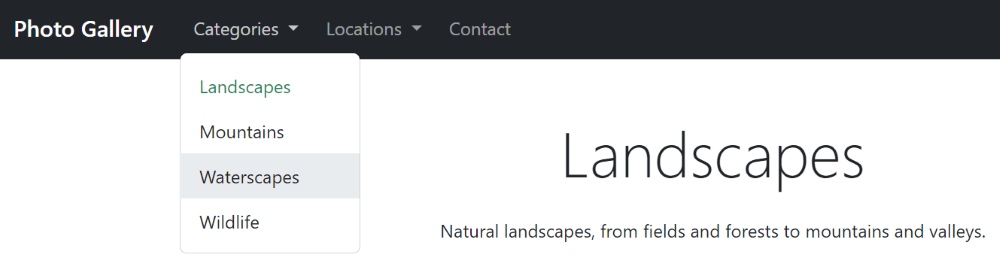 Photo Gallery Categories Locations Contact
Landscapes
Mountains
Waterscapes
Wildlife
Landscapes
Natural landscapes, from fields and forests to mountains and valleys.